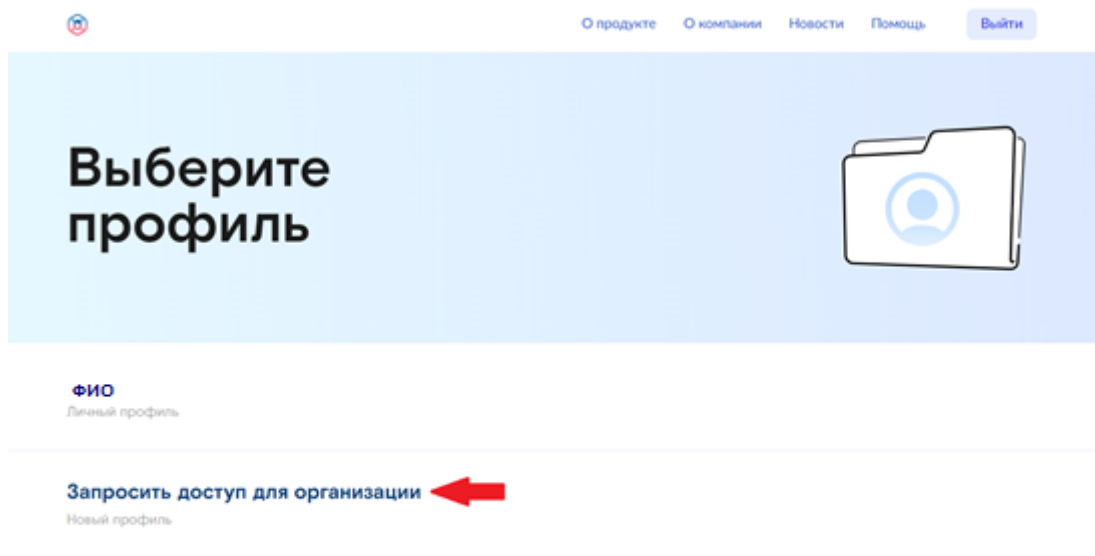 О продукте О компании Новости Помощь Выйти
Выберите
профиль
ФИО
Личный профиль
Запросить доступ для организации
Новый профиль